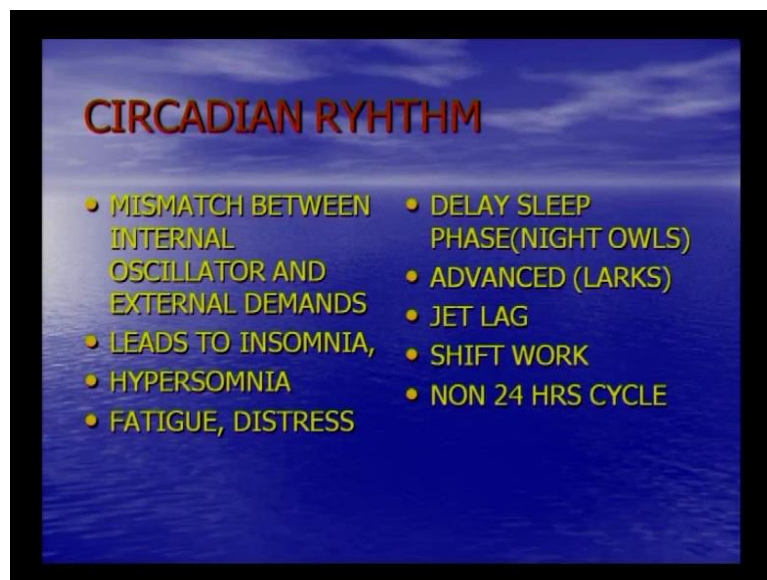 CIRCADIAN RYHTHM
• MISMATCH BETWEEN
INTERNAL
OSCILLATOR AND
EXTERNAL DEMANDS
• LEADS TO INSOMNIA,
• HYPERSOMNIA
• FATIGUE, DISTRESS
• DELAY SLEEP
PHASE(NIGHT OWLS)
• ADVANCED (LARKS)
• JET LAG
• SHIFT WORK
• NON 24 HRS CYCLE